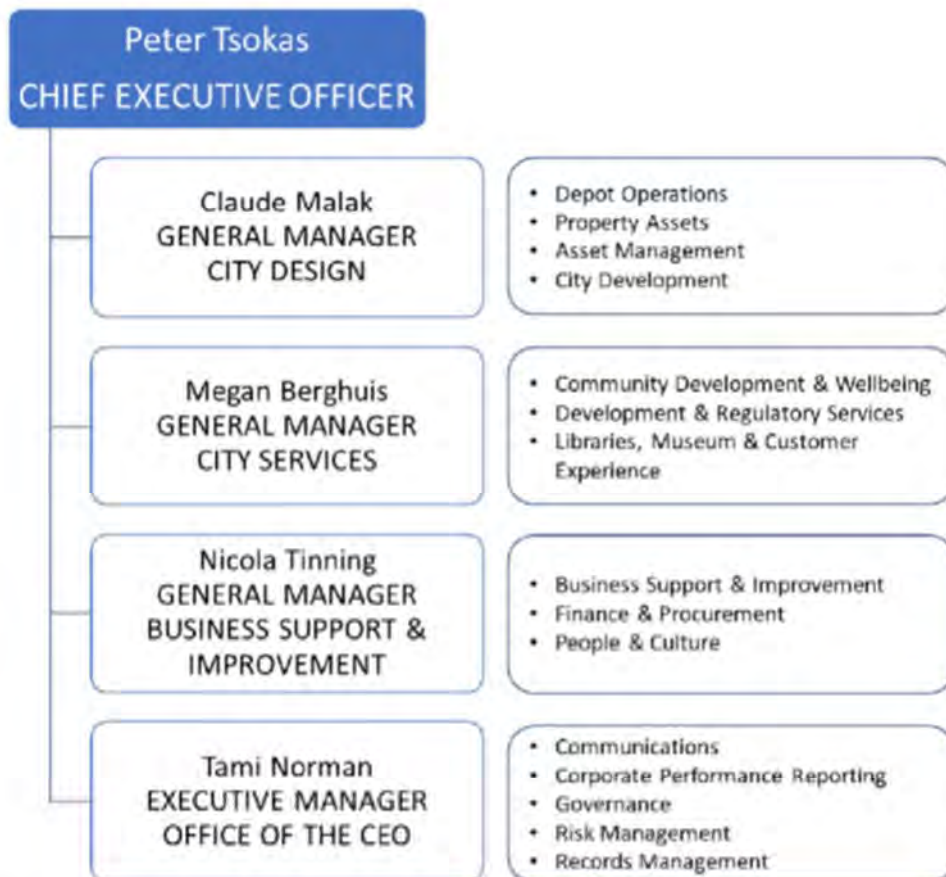 Peter Tsokas
CHIEF EXECUTIVE OFFICER
Claude Malak
GENERAL MANAGER
CITY DESIGN
• Depot Operations
• Property Assets
• Asset Management
• City Development
Megan Berghuis
GENERAL MANAGER
CITY SERVICES
• Community Development & Wellbeing
• Development & Regulatory Services
• Libraries, Museum & Customer
Experience
Nicola Tinning
GENERAL MANAGER
BUSINESS SUPPORT &
IMPROVEMENT
• Business Support & Improvement
• Finance & Procurement
• People & Culture
Tami Norman
EXECUTIVE MANAGER
OFFICE OF THE CEO
• Communications
• Corporate Performance Reporting
• Governance
• Risk Management
• Records Management